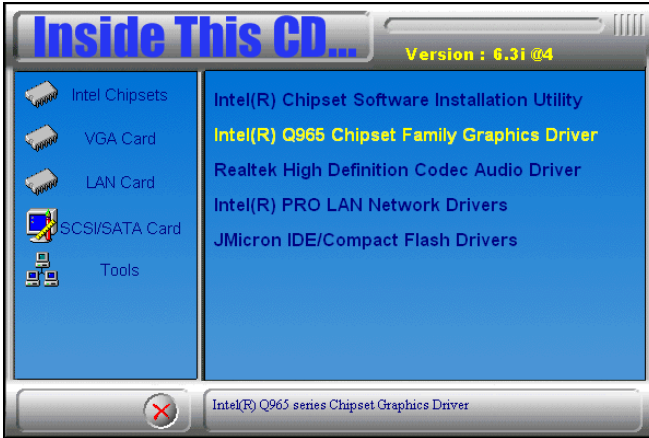 Inside This CD...
Version : 6.3i @4
Intel Chipsets
VGA Card
LAN Card
SCSI/SATA Card
Tools
Intel(R) Chipset Software Installation Utility
Intel(R) Q965 Chipset Family Graphics Driver
Realtek High Definition Codec Audio Driver
Intel(R) PRO LAN Network Drivers
JMicron IDE/Compact Flash Drivers
Intel(R) Q965 series Chipset Graphics Driver